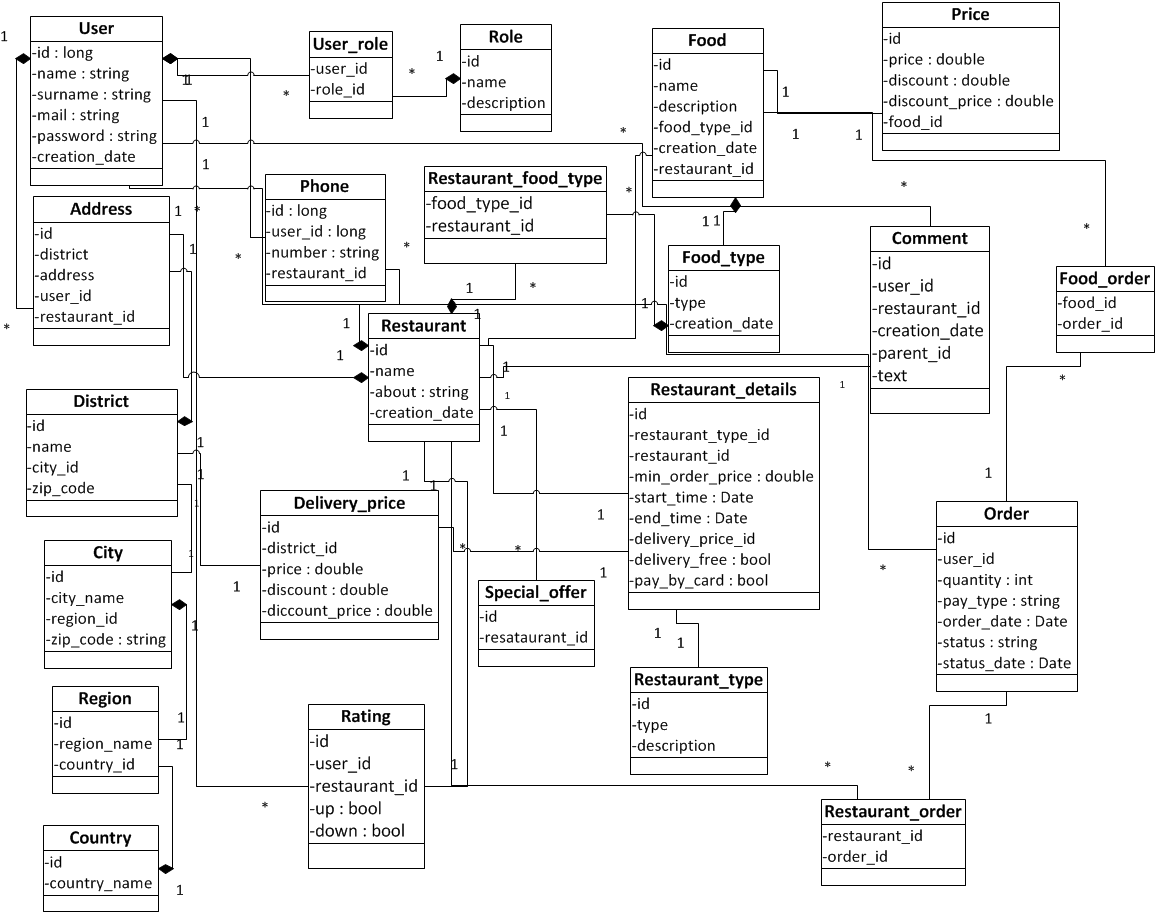 User
-id : long
-name : string
-surname : string
-mail : string
-password : string
-creation_date
User_role
-user_id
-role_id
Role
-id
-name
-description
Food
-id
-name
-description
-food_type_id
-creation_date
-restaurant_id
Price
-id
-price : double
-discount : double
-discount_price : double
-food_id
Address
-id
-district
-address
-user_id
-restaurant_id
Phone
-id : long
-user_id : long
-number : string
-restaurant_id
Restaurant_food_type
-food_type_id
-restaurant_id
Food_type
-id
-type
-creation_date
Comment
-id
-user_id
-restaurant_id
-creation_date
-parent_id
-text
Food_order
-food_id
-order_id
Restaurant
-id
-name
-about : string
-creation_date
District
-id
-name
-city_id
-zip_code
Restaurant_details
-id
-restaurant_type_id
-restaurant_id
-min_order_price : double
-start_time : Date
-end_time : Date
-delivery_price_id
-delivery_free : bool
-pay_by_card : bool
Delivery_price
-id
-district_id
-price : double
-discount : double
-diccount_price : double
City
-id
-city_name
-region_id
-zip_code : string
Special_offer
-id
-resataurant_id
Order
-id
-user_id
-quantity : int
-pay_type : string
-order_date : Date
-status : string
-status_date : Date
Region
-id
-region_name
-country_id
Rating
-id
-user_id
-restaurant_id
-up : bool
-down : bool
Restaurant_type
-id
-type
-description
Country
-id
-country_name
Restaurant_order
-restaurant_id
-order_id
1
*
1
1
*
*
1
1
1
*
1
*
*
1
1
1
*
*
1
1
1
*
*
1
*
1
1
1
1
1
1
1
1
*
1
1
1
1
1
1
1
1
*
*
1
1
1
1
1
*
1
*
1
*
*
1
1
1
*
1